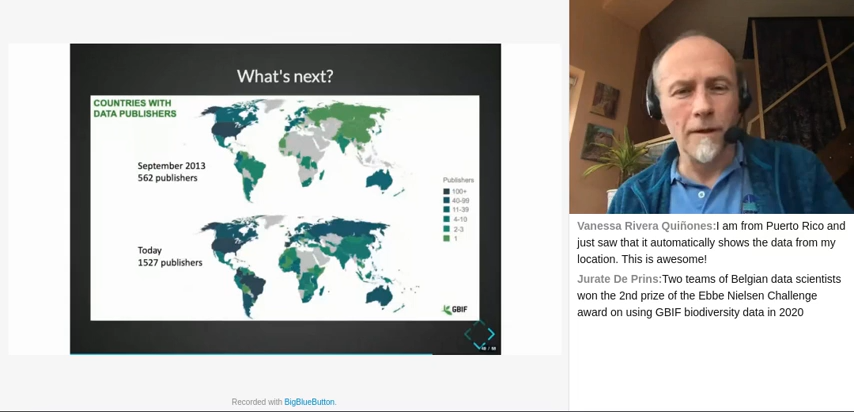 What's next?
COUNTRIES WITH
DATA PUBLISHERS
September 2013
562 publishers
Publishers
100+
40-99
11-39
4-10
2-3
1
Today
1527 publishers
GBIF
Recorded with BigBlueButton.
Vanessa Rivera Quiñones:I am from Puerto Rico and
just saw that it automatically shows the data from my
location. This is awesome!
Jurate De Prins:Two teams of Belgian data scientists
won the 2nd prize of the Ebbe Nielsen Challenge
award on using GBIF biodiversity data in 2020